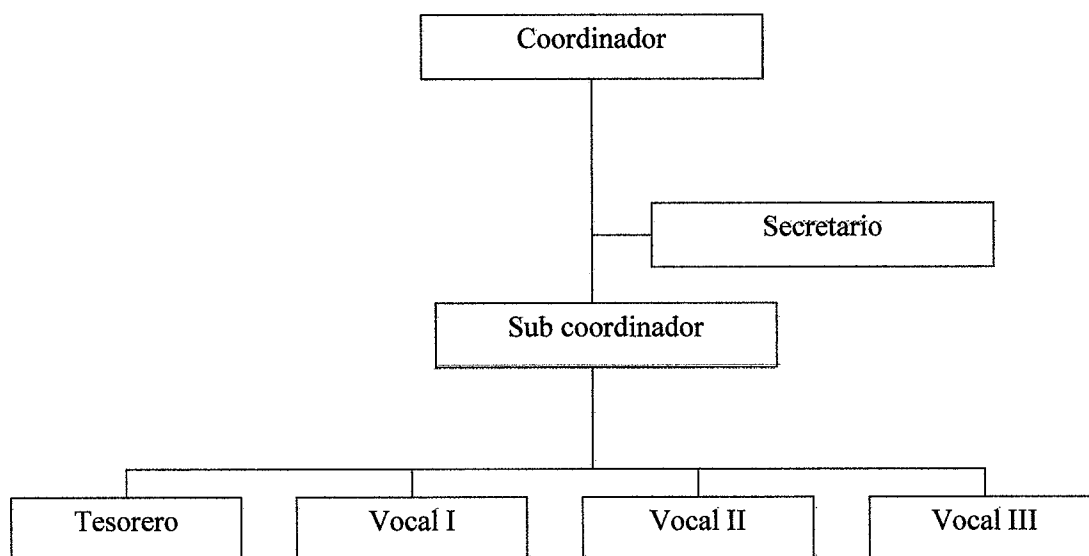 Coordinador
Secretario
Sub coordinador
Tesorero
Vocal I
Vocal II
Vocal III